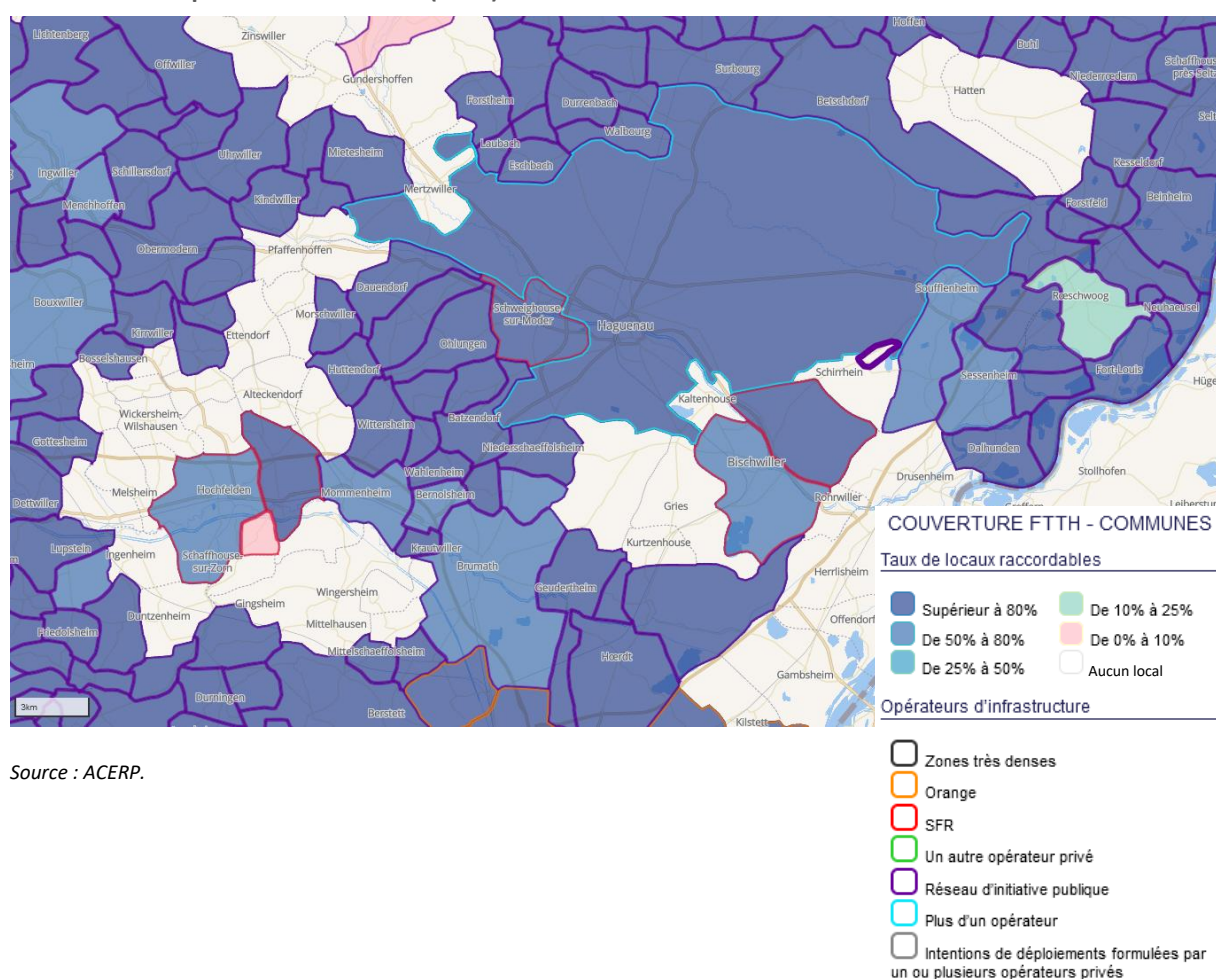 Lichtenberg
Zinswiller
Hoffen
Buhl
Offwiller
Surbourg
Niederrœdern
Schaffhouse
près Seltz
Gundershoffen
Hatten
Forstheim
Durrenbach
Betschdorf
Walbourg
Laubach
Eschbach
Uhrwiller
Mietesheim
Kesseldorf
Ingwiller
Schillersdorf
Mertzwiller
Beinheim
Menchhoffen
Kindwiller
Forstfeld
Obermodern
Pfaffenhoffen
Dauendorf
Soufflenheim
Rœschwoog
Neuhaeusel
Bouxwiller
Morschwiller
Schweighouse-
sur-Moder
Haguenau
Kirrwiller
Ettendorf
Ohlungen
Bosselshausen
Huttendorf
Schirrhein
Sessenheim
Fort-Louis
Alteckendorf
Kaltenhouse
Wickersheim-
Wilshausen
Wittersheim
Batzendorf
Gottesheim
Niederschaeffolsheim
Dalhunden
Bischwiller
Wahlenheim
Stollhofen
Drusenheim
Melsheim
Hochfelden
Mommenheim
Bernolsheim
Dettwiller
Rohrwiller
Gries
Lupstein
Ingenheim
Schaffhouse-
sur-Zorn
Krautwiller
Kurtzenhouse
Brumath
Herrlisheim
Geudertheim
Wingersheim
Gingsheim
Duntzenheim
Mittelhausen
Offendorf
Friedolsheim
Mittelschaeffolsheim
Hœrdt
Gambsheim
Durningen
Berstett
Kilstett
3km
COUVERTURE FTTH - COMMUNES
Taux de locaux raccordables
Supérieur à 80%
De 10% à 25%
De 50% à 80%
De 0% à 10%
De 25% à 50%
Aucun local
Opérateurs d'infrastructure
Zones très denses
Orange
SFR
Un autre opérateur privé
Réseau d'initiative publique
Plus d'un opérateur
Intentions de déploiements formulées par
un ou plusieurs opérateurs privés
Source : ACERP.